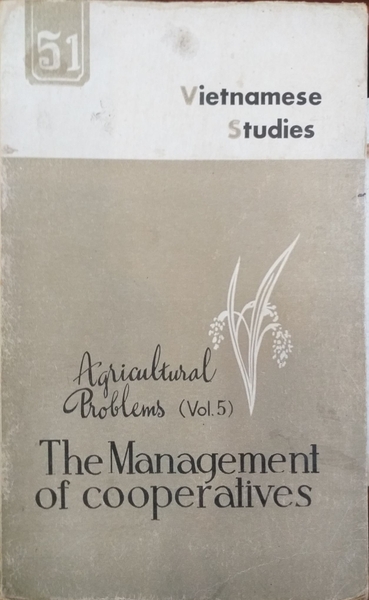 51
Vietnamese
Studies
Agricultural
Problems (Vol.5)
The Management
of cooperatives